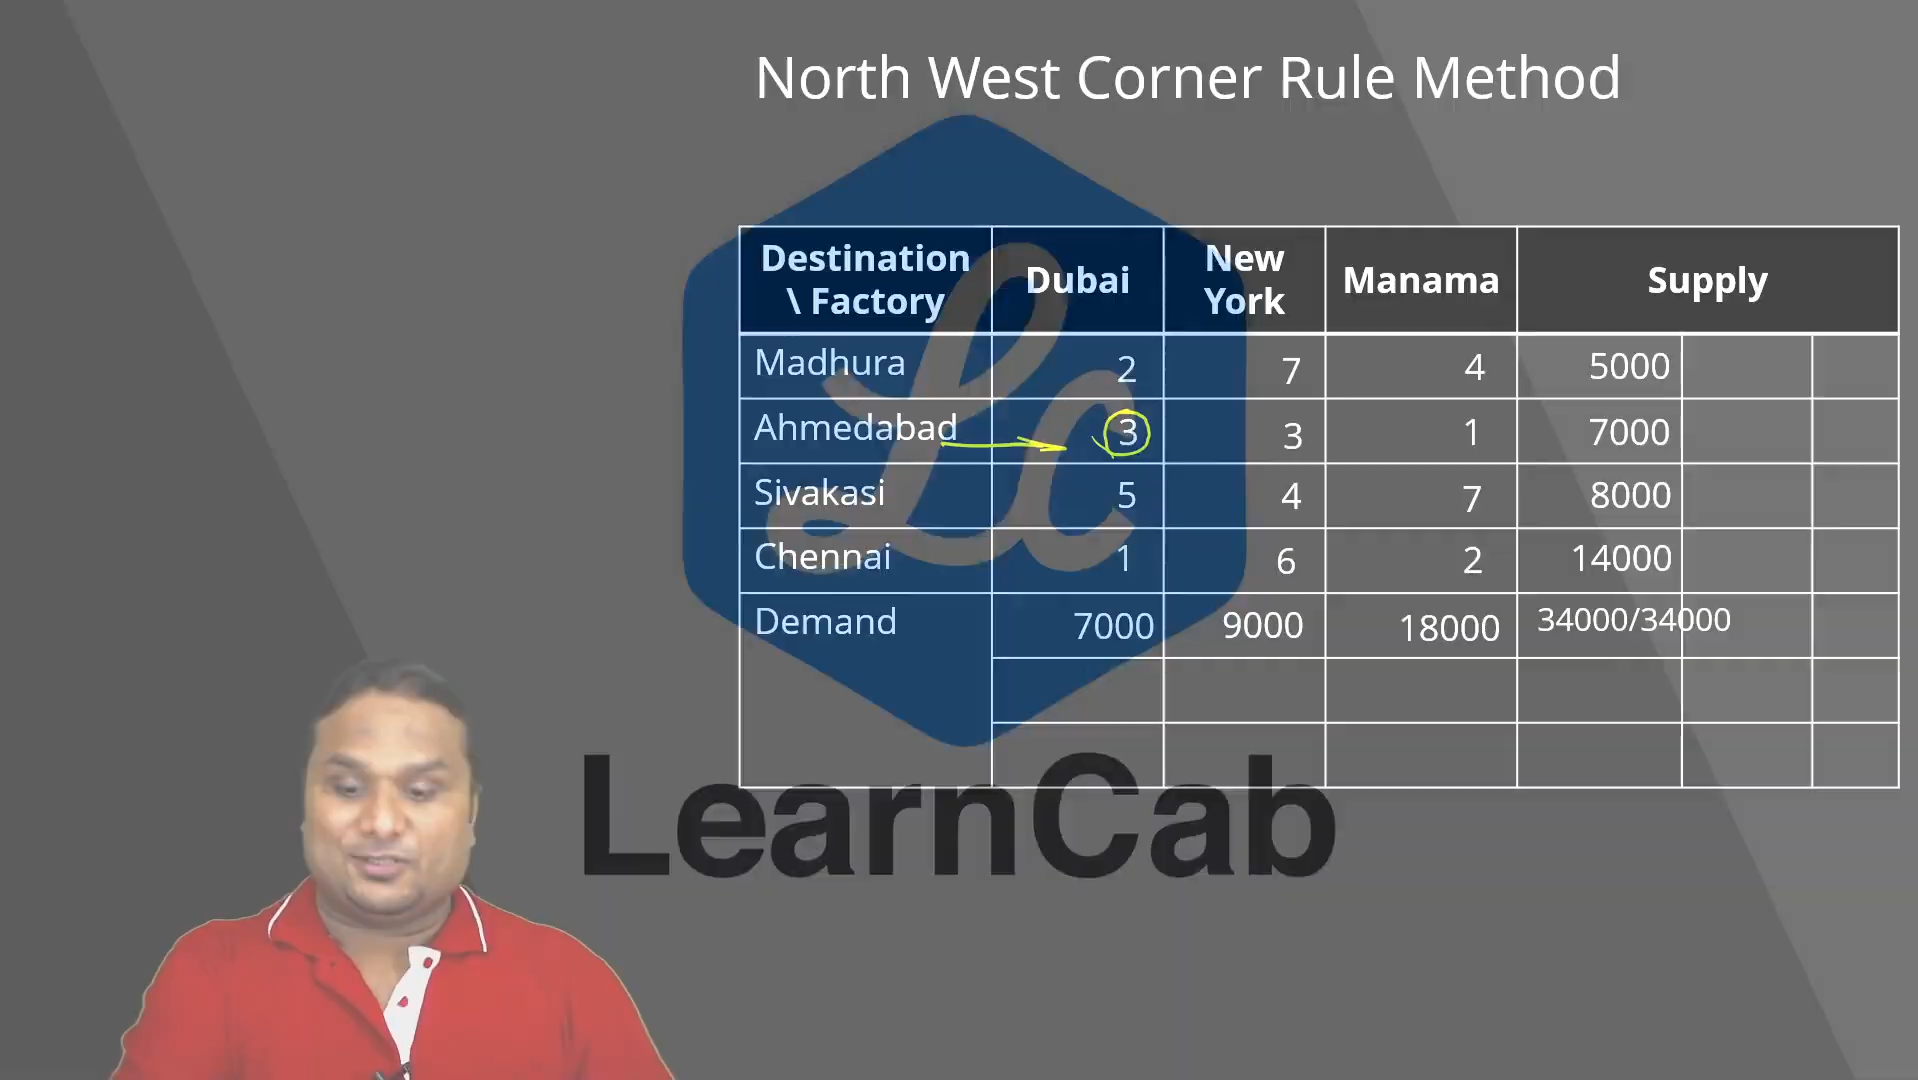 North West Corner Rule Method
Destination \ Factory Dubai New York Manama Supply
Madhura 2 7 4 5000
Ahmedabad 3 3 1 7000
Sivakasi 5 4 7 8000
Chennai 1 6 2 14000
Demand 7000 9000 18000 34000/34000
Lc
LearnCab